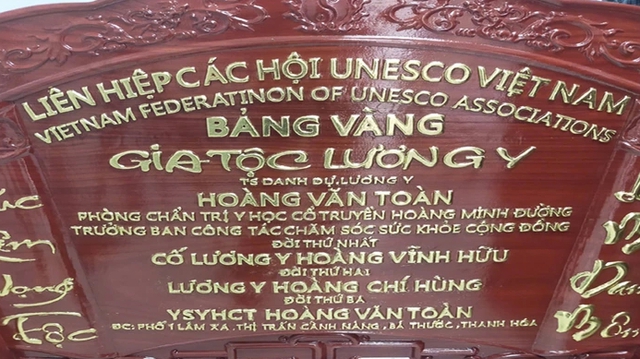 LIÊN HIỆP CÁC HỘI UNESCO VIỆT NAM
VIETNAM FEDERATINON OF UNESCO ASSOCIATIONS
BẢNG VÀNG
GIA TỘC LƯƠNG Y
TS DANH DỰ.LƯƠNG Y
HOÀNG VĂN TOÀN
PHÒNG CHẨN TRỊ Y HỌC CỔ TRUYỀN HOÀNG MINH ĐƯỜNG
TRƯỞNG BAN CÔNG TÁC CHĂM SÓC SỨC KHỎE CỘNG ĐỒNG
ĐỜI THỨ NHẤT
CỐ LƯƠNG Y HOÀNG VĨNH HỮU
ĐỜI THỨ HAI
LƯƠNG Y HOÀNG CHÍ HÙNG
ĐỜI THỨ BA
YSYHCT HOÀNG VĂN TOÀN
ĐC: PHỐ 1 LÂM XA, THỊ TRẤN CÀNH NÀNG, BÁ THƯỚC, THANH HÓA
Tộc